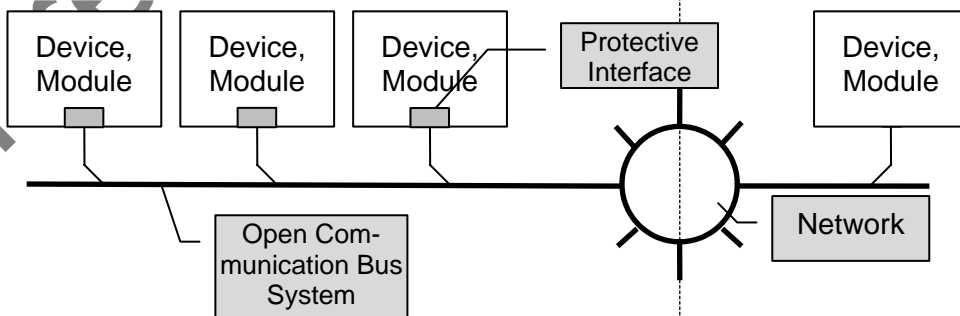 Device,
Module
Device,
Module
Device,
Module
Protective
Interface
Device,
Module
Open Com-
munication Bus
System
Network